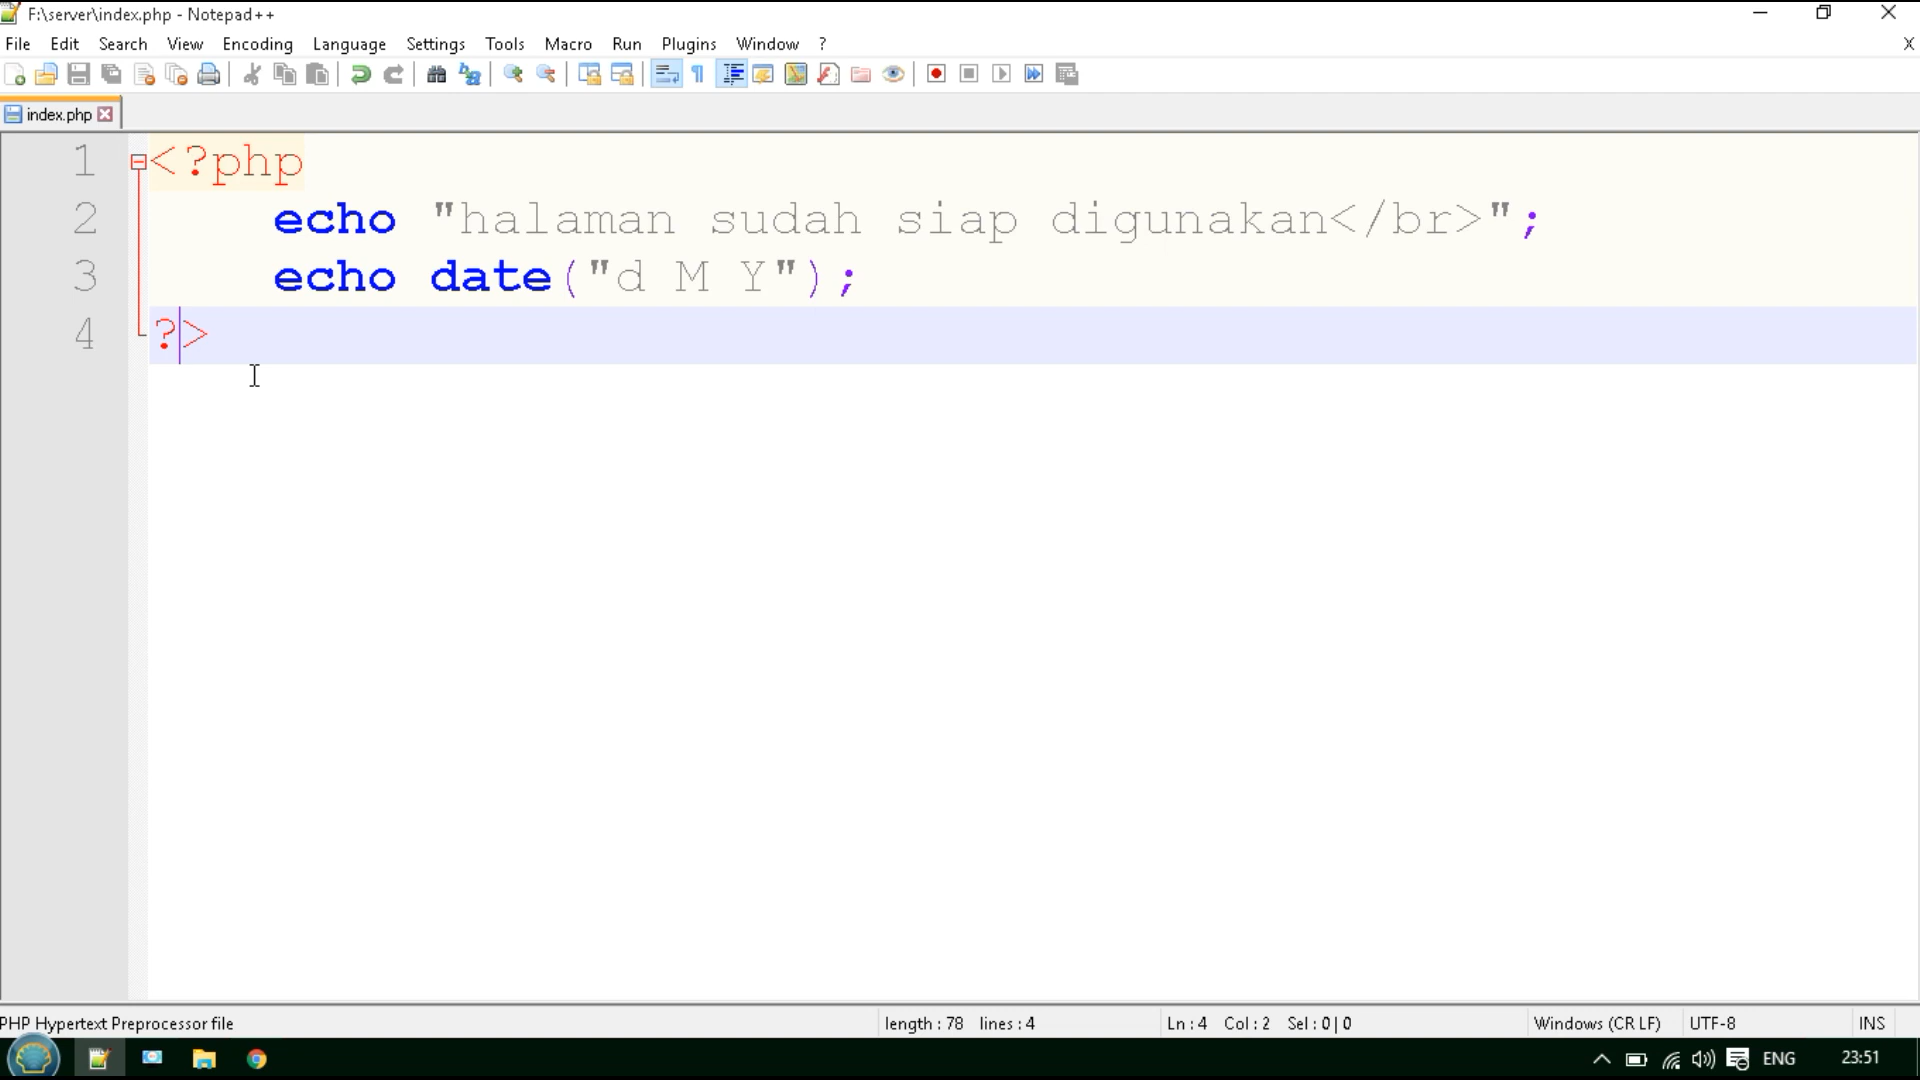 F:\server\index.php - Notepad++
File Edit Search View Encoding Language Settings Tools Macro Run Plugins Window ?
X
index.php
1 <?php
2 echo "halaman sudah siap digunakan</br>";
3 echo date("d M Y");
4 ?>
PHP Hypertext Preprocessor file length : 78 lines : 4 Ln : 4 Col : 2 Sel : 0 | 0 Windows (CR LF) UTF-8 INS
ENG 23:51